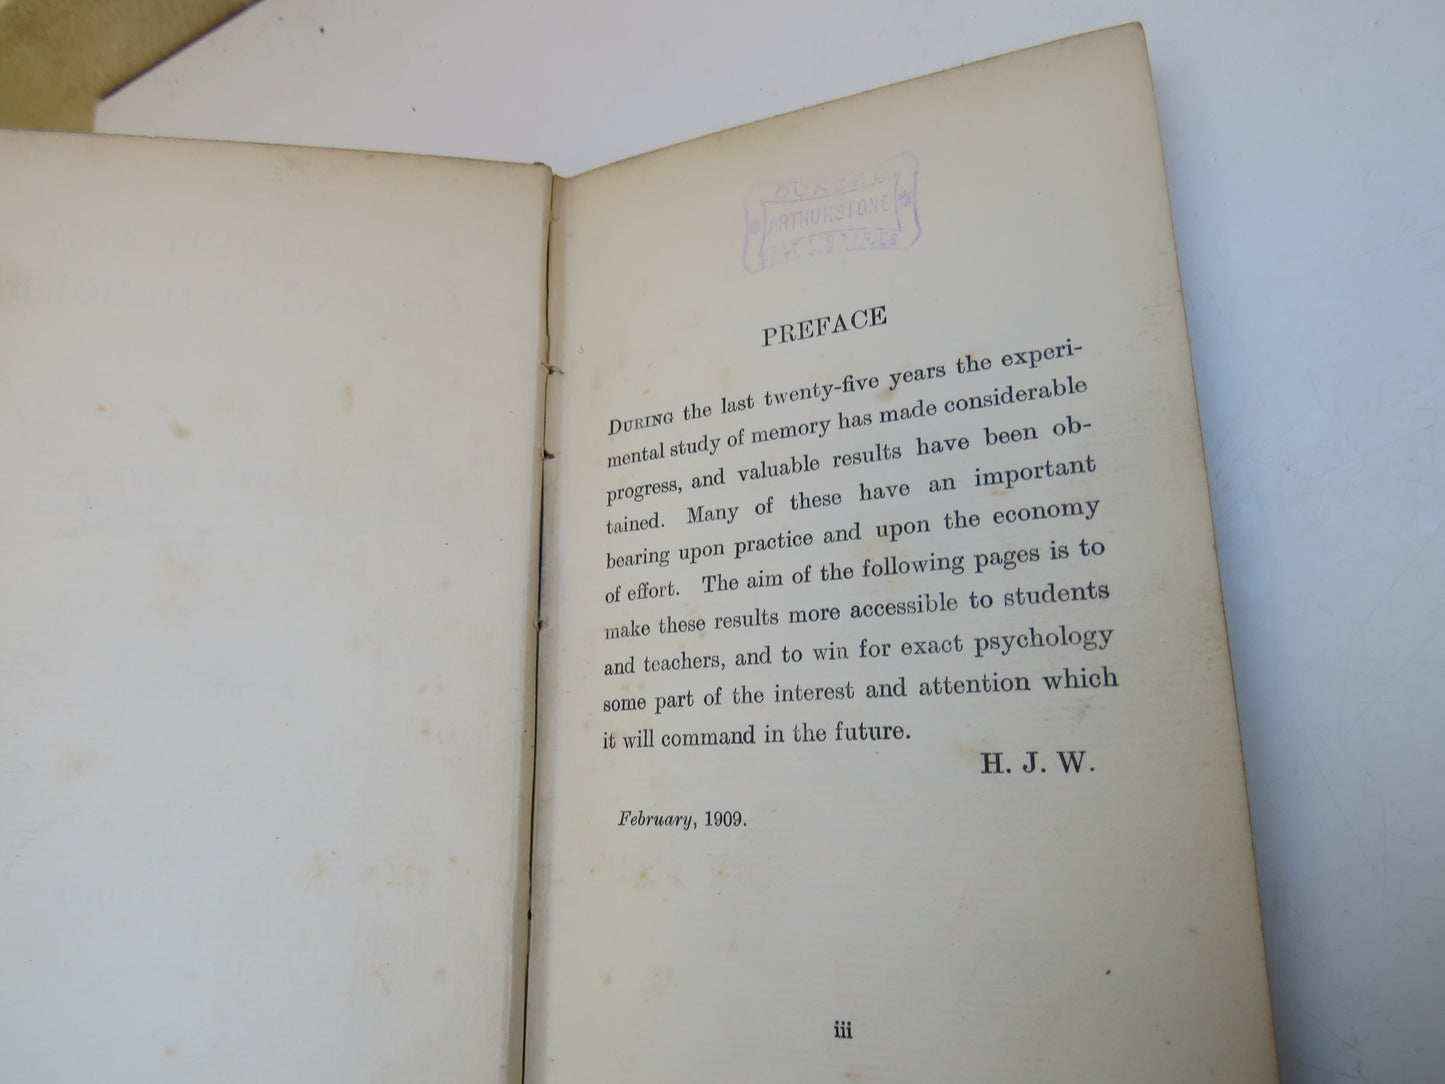 DUNDEE
ARTHURSTONE
PREFACE
DURING the last twenty-five years the experi-
mental study of memory has made considerable
progress, and valuable results have been ob-
tained. Many of these have an important
bearing upon practice and upon the economy
of effort. The aim of the following pages is to
make these results more accessible to students
and teachers, and to win for exact psychology
some part of the interest and attention which
it will command in the future.
H. J. W.
February, 1909.
iii